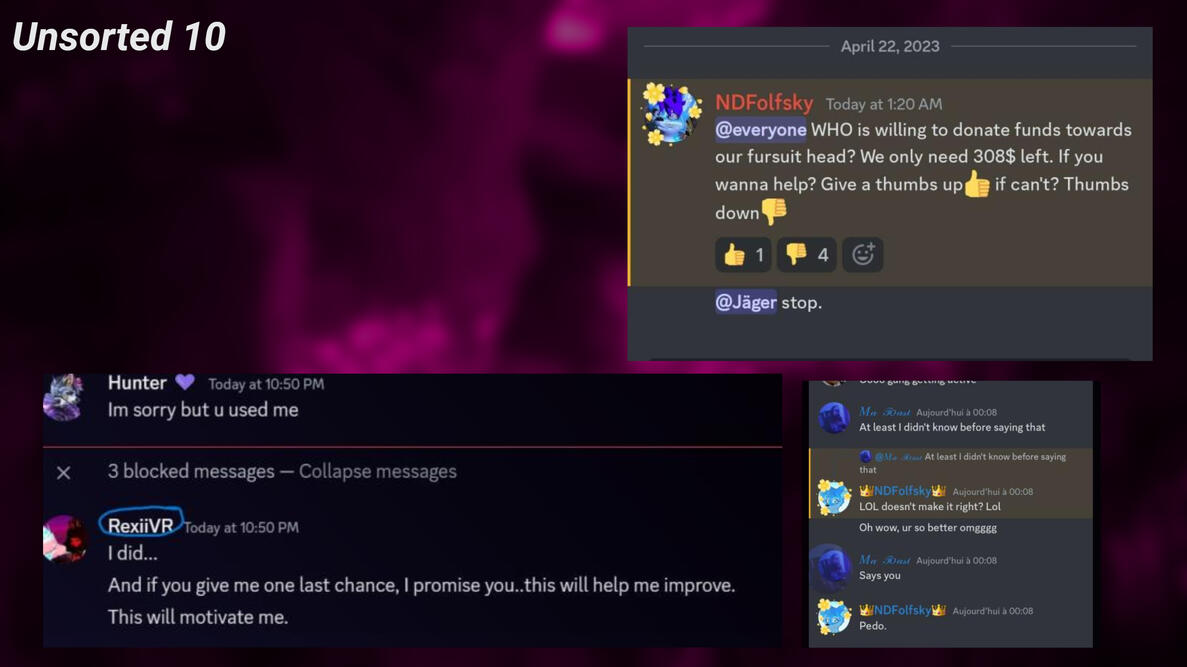 Unsorted 10
April 22, 2023
NDFolfsky Today at 1:20 AM
@everyone WHO is willing to donate funds towards
our fursuit head? We only need 308$ left. If you
wanna help? Give a thumbs up👍 if can't? Thumbs
down👎
👍 1 👎 4
@Jäger stop.
Hunter 💜 Today at 10:50 PM
Im sorry but u used me
3 blocked messages — Collapse messages
RexiiVR Today at 10:50 PM
I did...
And if you give me one last chance, I promise you..this will help me improve.
This will motivate me.
gang getting active
Aujourd'hui à 00:08
At least I didn't know before saying that
At least I didn't know before saying
that
👑NDFolfsky👑 Aujourd'hui à 00:08
LOL doesn't make it right? Lol
Oh wow, ur so better omgggg
Aujourd'hui à 00:08
Says you
👑NDFolfsky👑 Aujourd'hui à 00:08
Pedo.